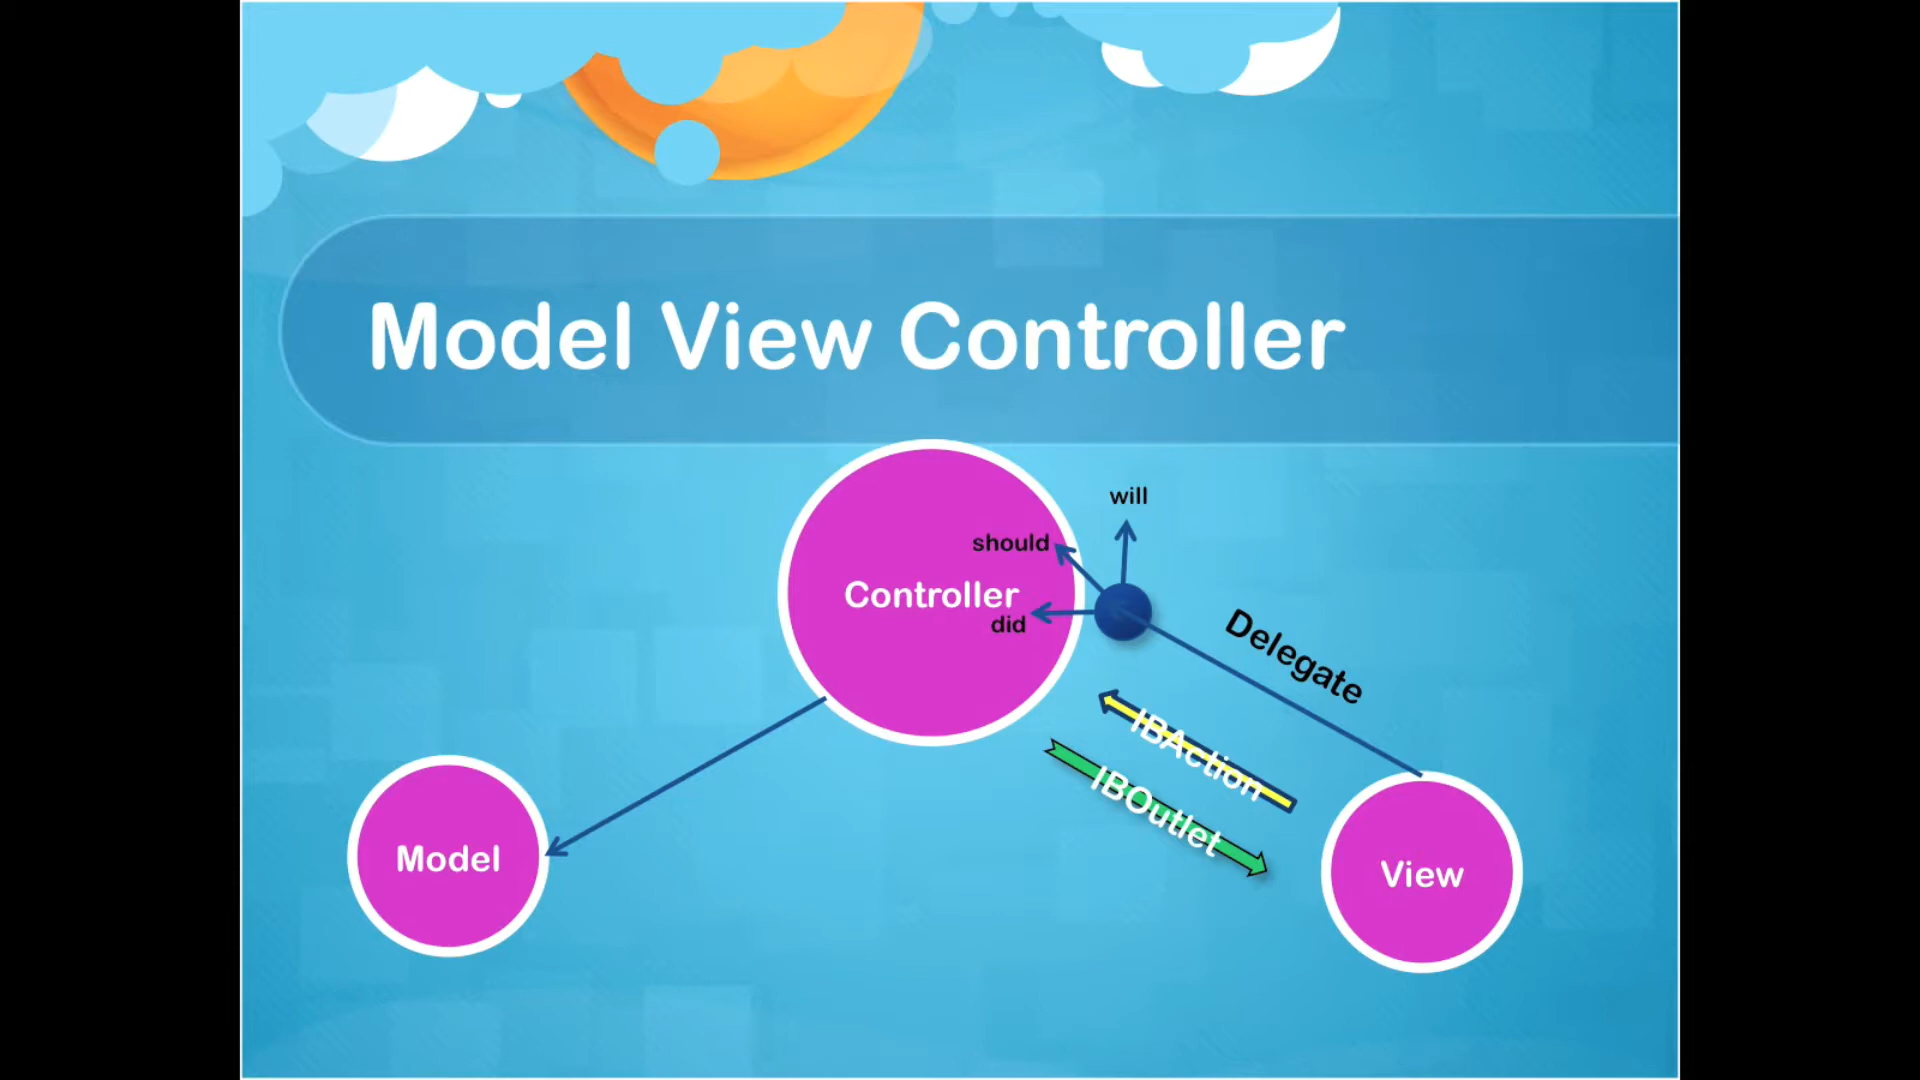 Model View Controller
will
should
Controller
did
Delegate
IBAction
IBOutlet
Model
View